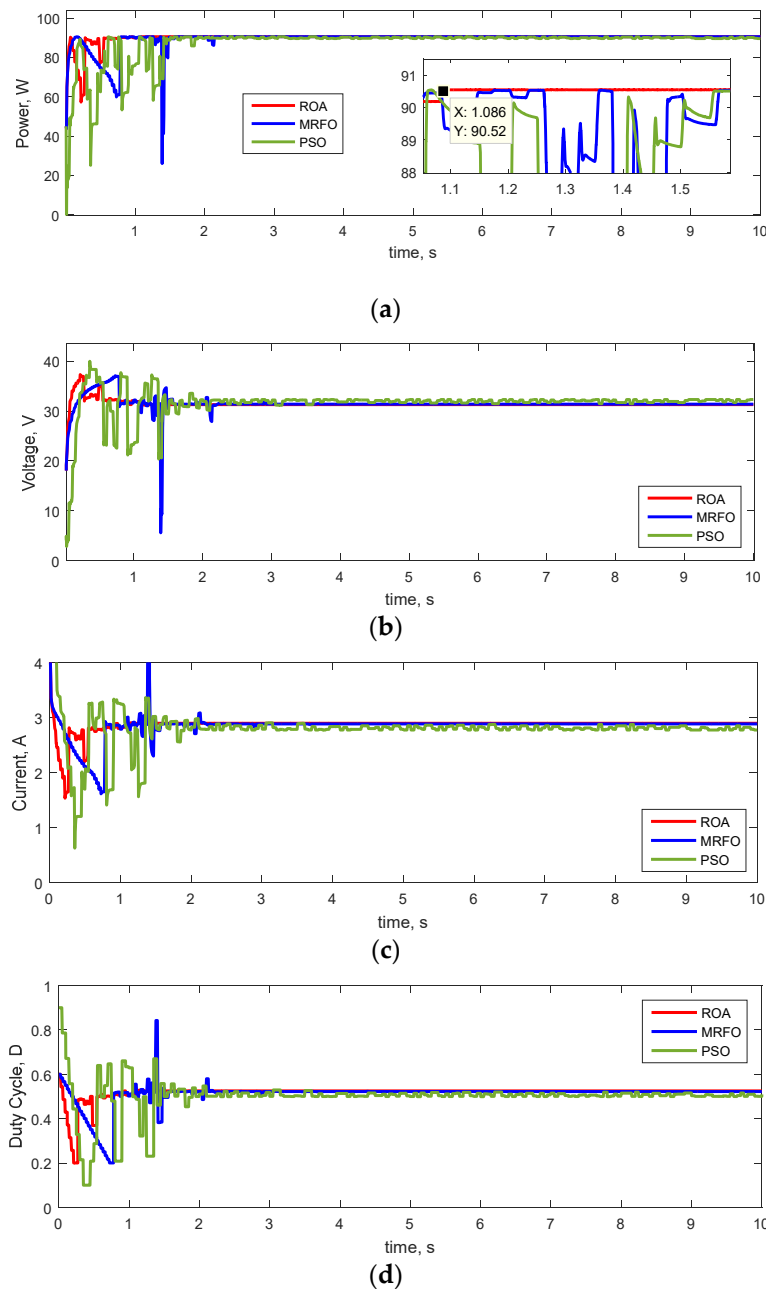 100
80
60
40
20
0
Power, W
ROA
MRFO
PSO
91
90
89
88
X: 1.086
Y: 90.52
1.1
1.2
1.3
1.4
1.5
1
2
3
4
5
6
7
8
9
10
time, s
(a)
40
30
20
10
0
Voltage, V
ROA
MRFO
PSO
1
2
3
4
5
6
7
8
9
10
time, s
(b)
4
3
2
1
0
Current, A
ROA
MRFO
PSO
0
1
2
3
4
5
6
7
8
9
10
time, s
(c)
1
0.8
0.6
0.4
0.2
0
Duty Cycle, D
ROA
MRFO
PSO
0
1
2
3
4
5
6
7
8
9
10
time, s
(d)